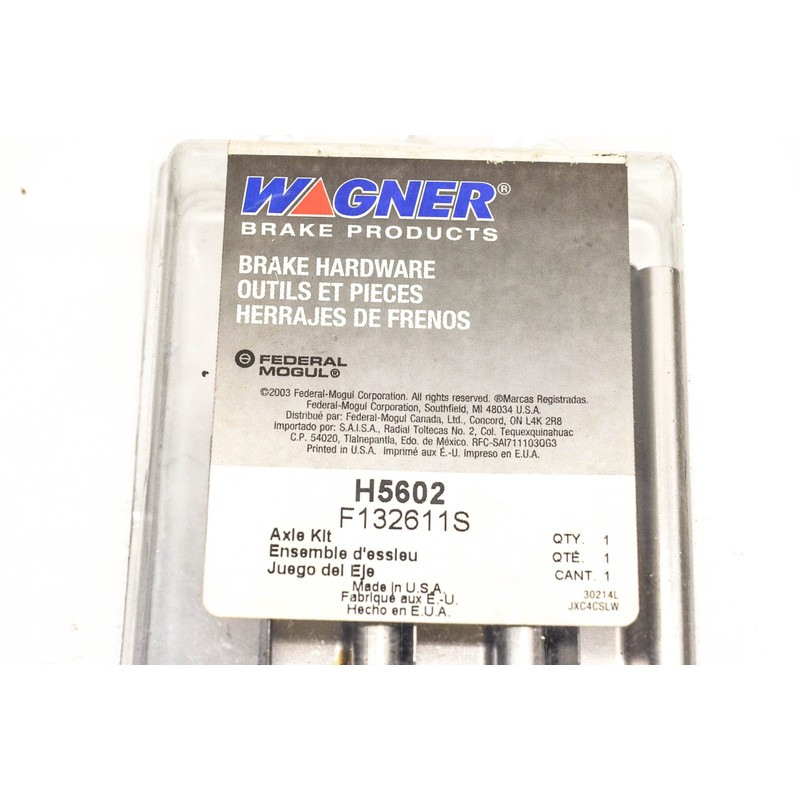 WAGNER®
BRAKE PRODUCTS
BRAKE HARDWARE
OUTILS ET PIECES
HERRAJES DE FRENOS
FEDERAL
MOGUL®
©2003 Federal-Mogul Corporation. All rights reserved. ®Marcas Registradas.
Federal-Mogul Corporation, Southfield, MI 48034 U.S.A.
Distribué par: Federal-Mogul Canada, Ltd., Concord, ON L4K 2R8
Importado por: S.A.I.S.A., Radial Toltecas No. 2, Col. Tequexquinahuac
C.P. 54020, Tlalnepantla, Edo. de México. RFC-SAI711103QG3
Printed in U.S.A. Imprimé aux É.-U. Impreso en E.U.A.
H5602
F132611S
Axle Kit QTY. 1
Ensemble d'essieu QTÉ. 1
Juego del Eje CANT. 1
Made in U.S.A.
Fabriqué aux É.-U.
Hecho en E.U.A.
30214L
JXC4CSLW